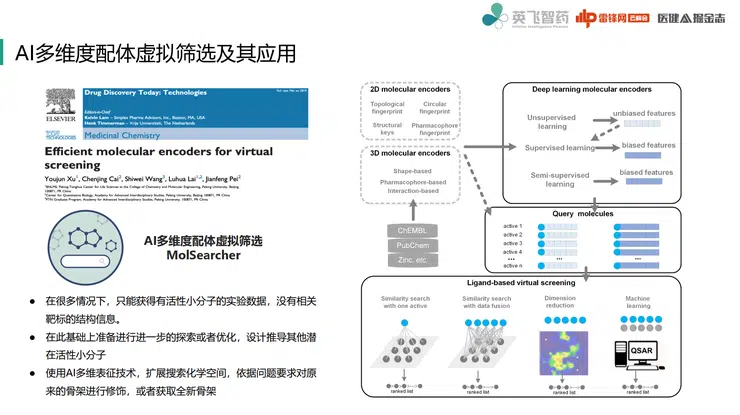 英飞智药
雷锋网
医健AI掘金志
AI多维度配体虚拟筛选及其应用
Drug Discovery Today: Technologies
Editors-in-Chief
Kelvin Lam – Simplex Pharma Advisors, Inc., Boston, MA, USA
Henk Timmerman – Vrije Universiteit, The Netherlands
ELSEVIER
Medicinal Chemistry
Efficient molecular encoders for virtual
screening
Youjun Xu1, Chenjing Cai2, Shiwei Wang3, Luhua Lai1,2, Jianfeng Pei2
AI多维度配体虚拟筛选
MolSearcher
● 在很多情况下，只能获得有活性小分子的实验数据，没有相关
靶标的结构信息。
● 在此基础上准备进行进一步的探索或者优化，设计推导其他潜
在活性小分子
● 使用AI多维表征技术，扩展搜索化学空间，依据问题要求对原
来的骨架进行修饰，或者获取全新骨架
2D molecular encoders
Topological
fingerprint
Circular
fingerprint
Structural
keys
Pharmacophore
fingerprint
3D molecular encoders
Shape-based
Pharmacophore-based
Interaction-based
ChEMBL
PubChem
Zinc, etc.
Deep learning molecular encoders
Unsupervised
learning
unbiased features
Supervised learning
biased features
Semi-supervised
learning
biased features
Query molecules
active 1
active 2
active 3
active 4
...
active n
...
...
Ligand-based virtual screening
Similarity search
with one active
Similarity search
with data fusion
Dimension
reduction
Machine
learning
QSAR
ranked list
ranked list
ranked list
ranked list